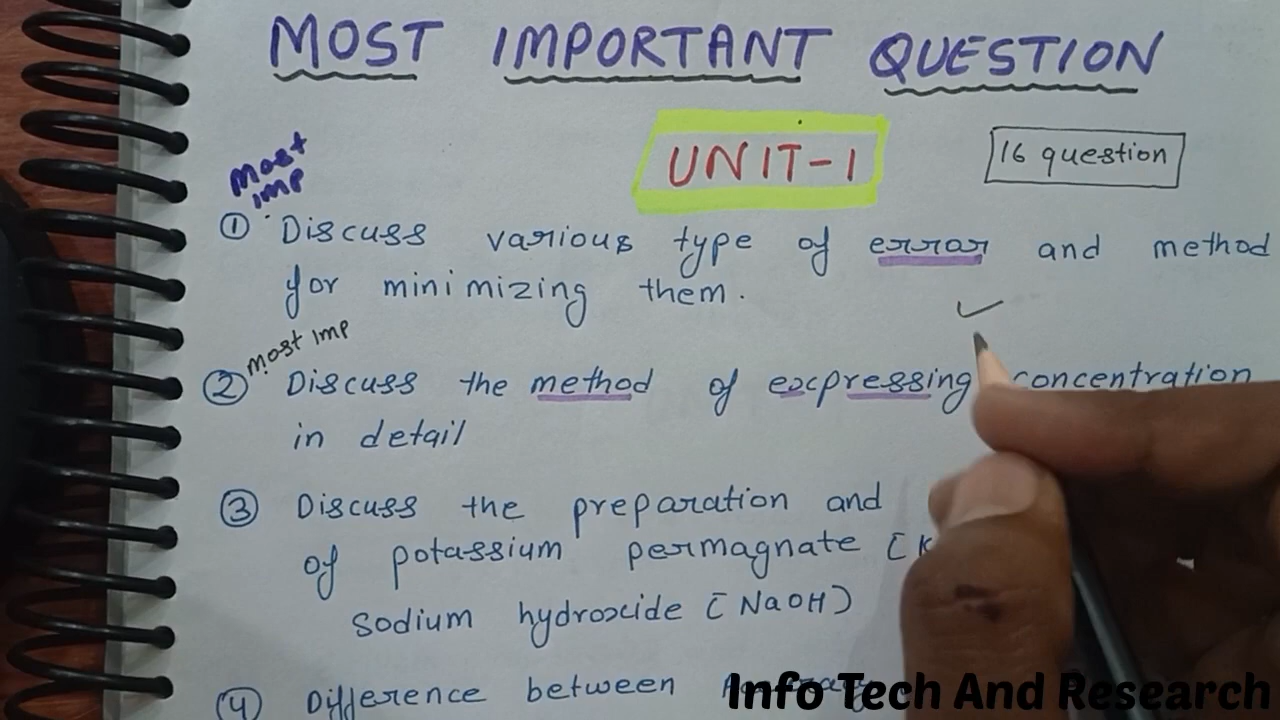 MOST IMPORTANT QUESTION
UNIT-1
16 question
Most
imp
① Discuss various type of error and method
for minimizing them.
most imp
② Discuss the method of expressing concentration
in detail
③ Discuss the preparation and
of potassium permagnate [K
sodium hydroxide [NaOH)
④ Difference between
Info Tech And Research